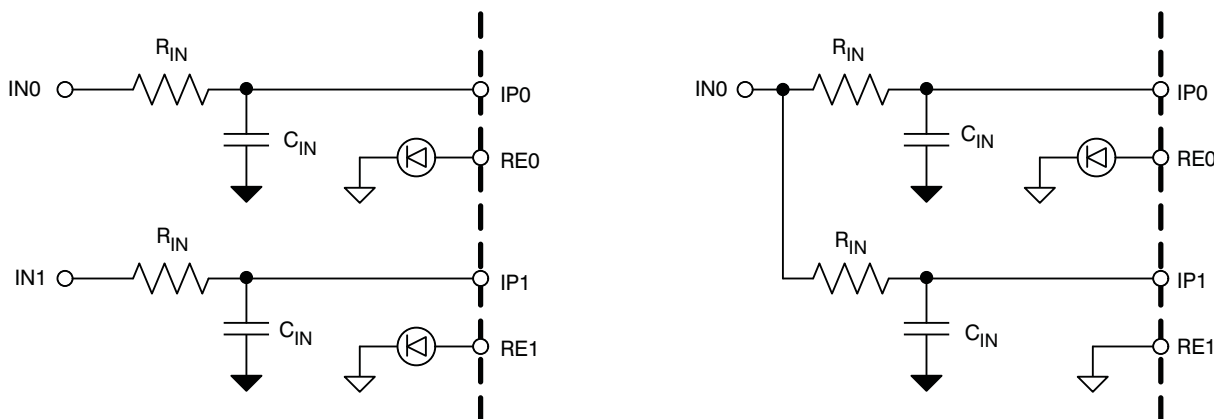 R_IN
IN0
IP0
C_IN
RE0
R_IN
IN1
IP1
C_IN
RE1
R_IN
IN0
IP0
C_IN
RE0
R_IN
IP1
C_IN
RE1